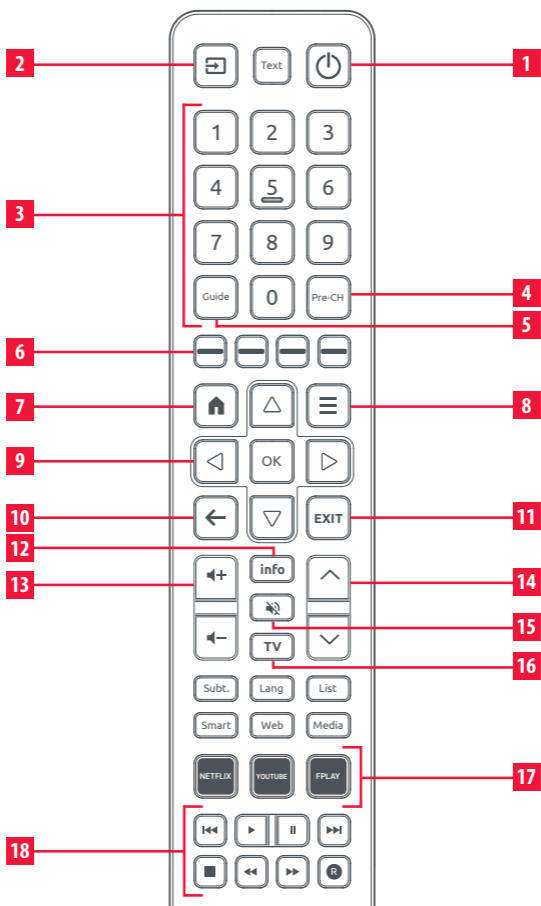 2 Text 1
1 2 3
4 5 6
3
7 8 9
Guide 0 Pre-CH 4
5
6
7 8
9 OK
10 EXIT 11
12 info
13 + 14
15
- TV 16
Subt. Lang List
Smart Web Media
NETFLIX YOUTUBE FPLAY 17
18
R